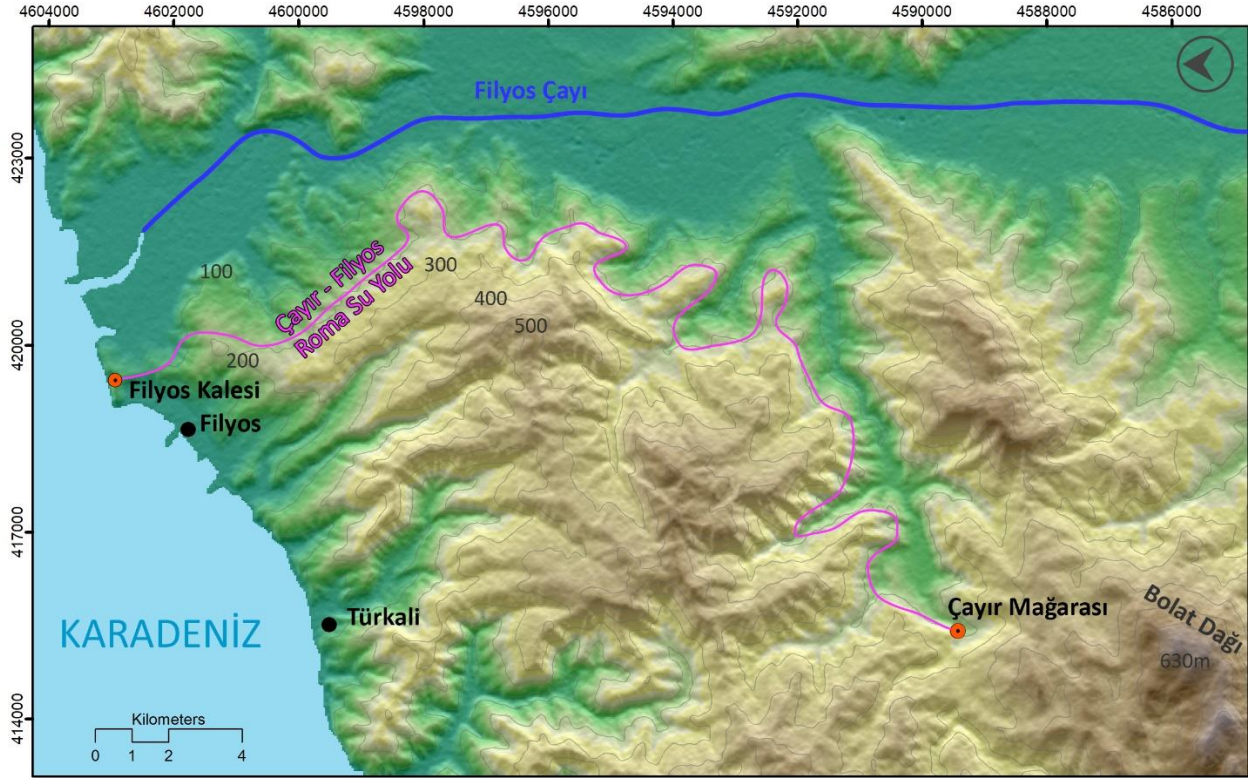 4604000 4602000 4600000 4598000 4596000 4594000 4592000 4590000 4588000 4586000
Filyos Çayı
423000
100
Çayır - Filyos
Roma Su Yolu
300
400
500
420000
200
Filyos Kalesi
Filyos
417000
Çayır Mağarası
Türkali
KARADENİZ
Bolat Dağı
630m
414000
Kilometers
0 1 2 4